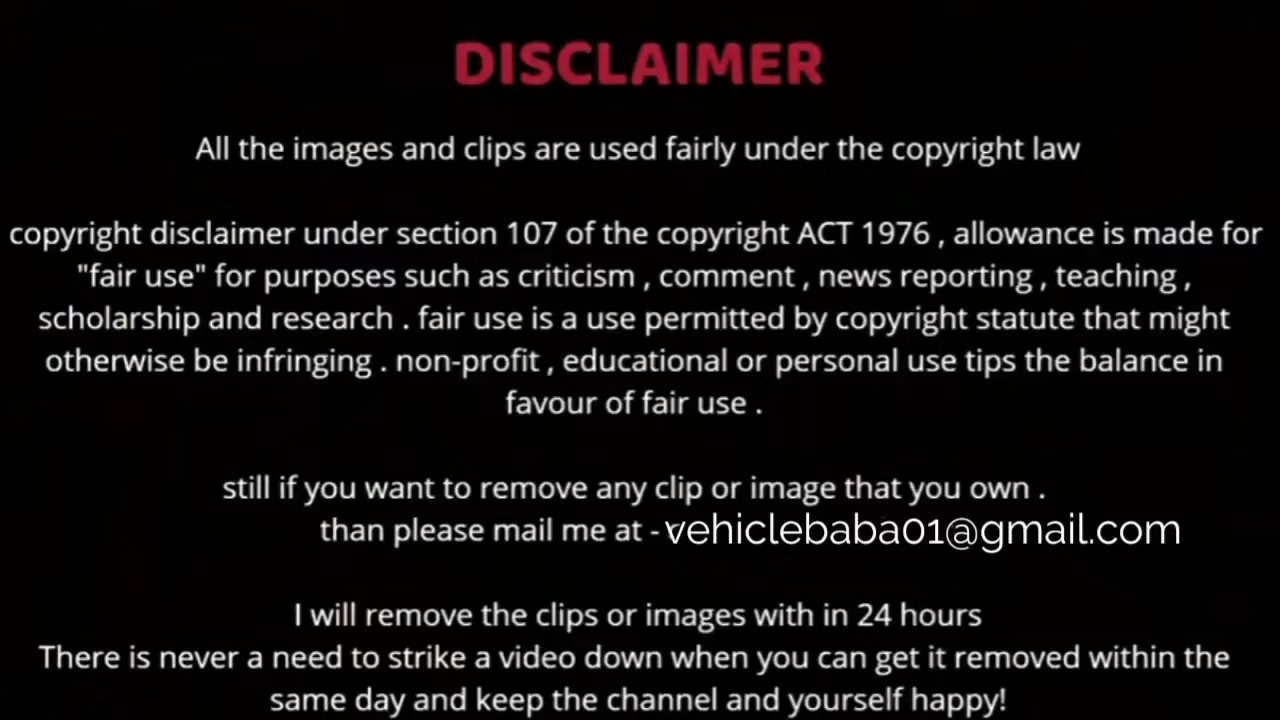 DISCLAIMER
All the images and clips are used fairly under the copyright law
copyright disclaimer under section 107 of the copyright ACT 1976 , allowance is made for
"fair use" for purposes such as criticism , comment , news reporting , teaching ,
scholarship and research . fair use is a use permitted by copyright statute that might
otherwise be infringing . non-profit , educational or personal use tips the balance in
favour of fair use .
still if you want to remove any clip or image that you own .
than please mail me at - vehiclebaba01@gmail.com
I will remove the clips or images with in 24 hours
There is never a need to strike a video down when you can get it removed within the
same day and keep the channel and yourself happy!